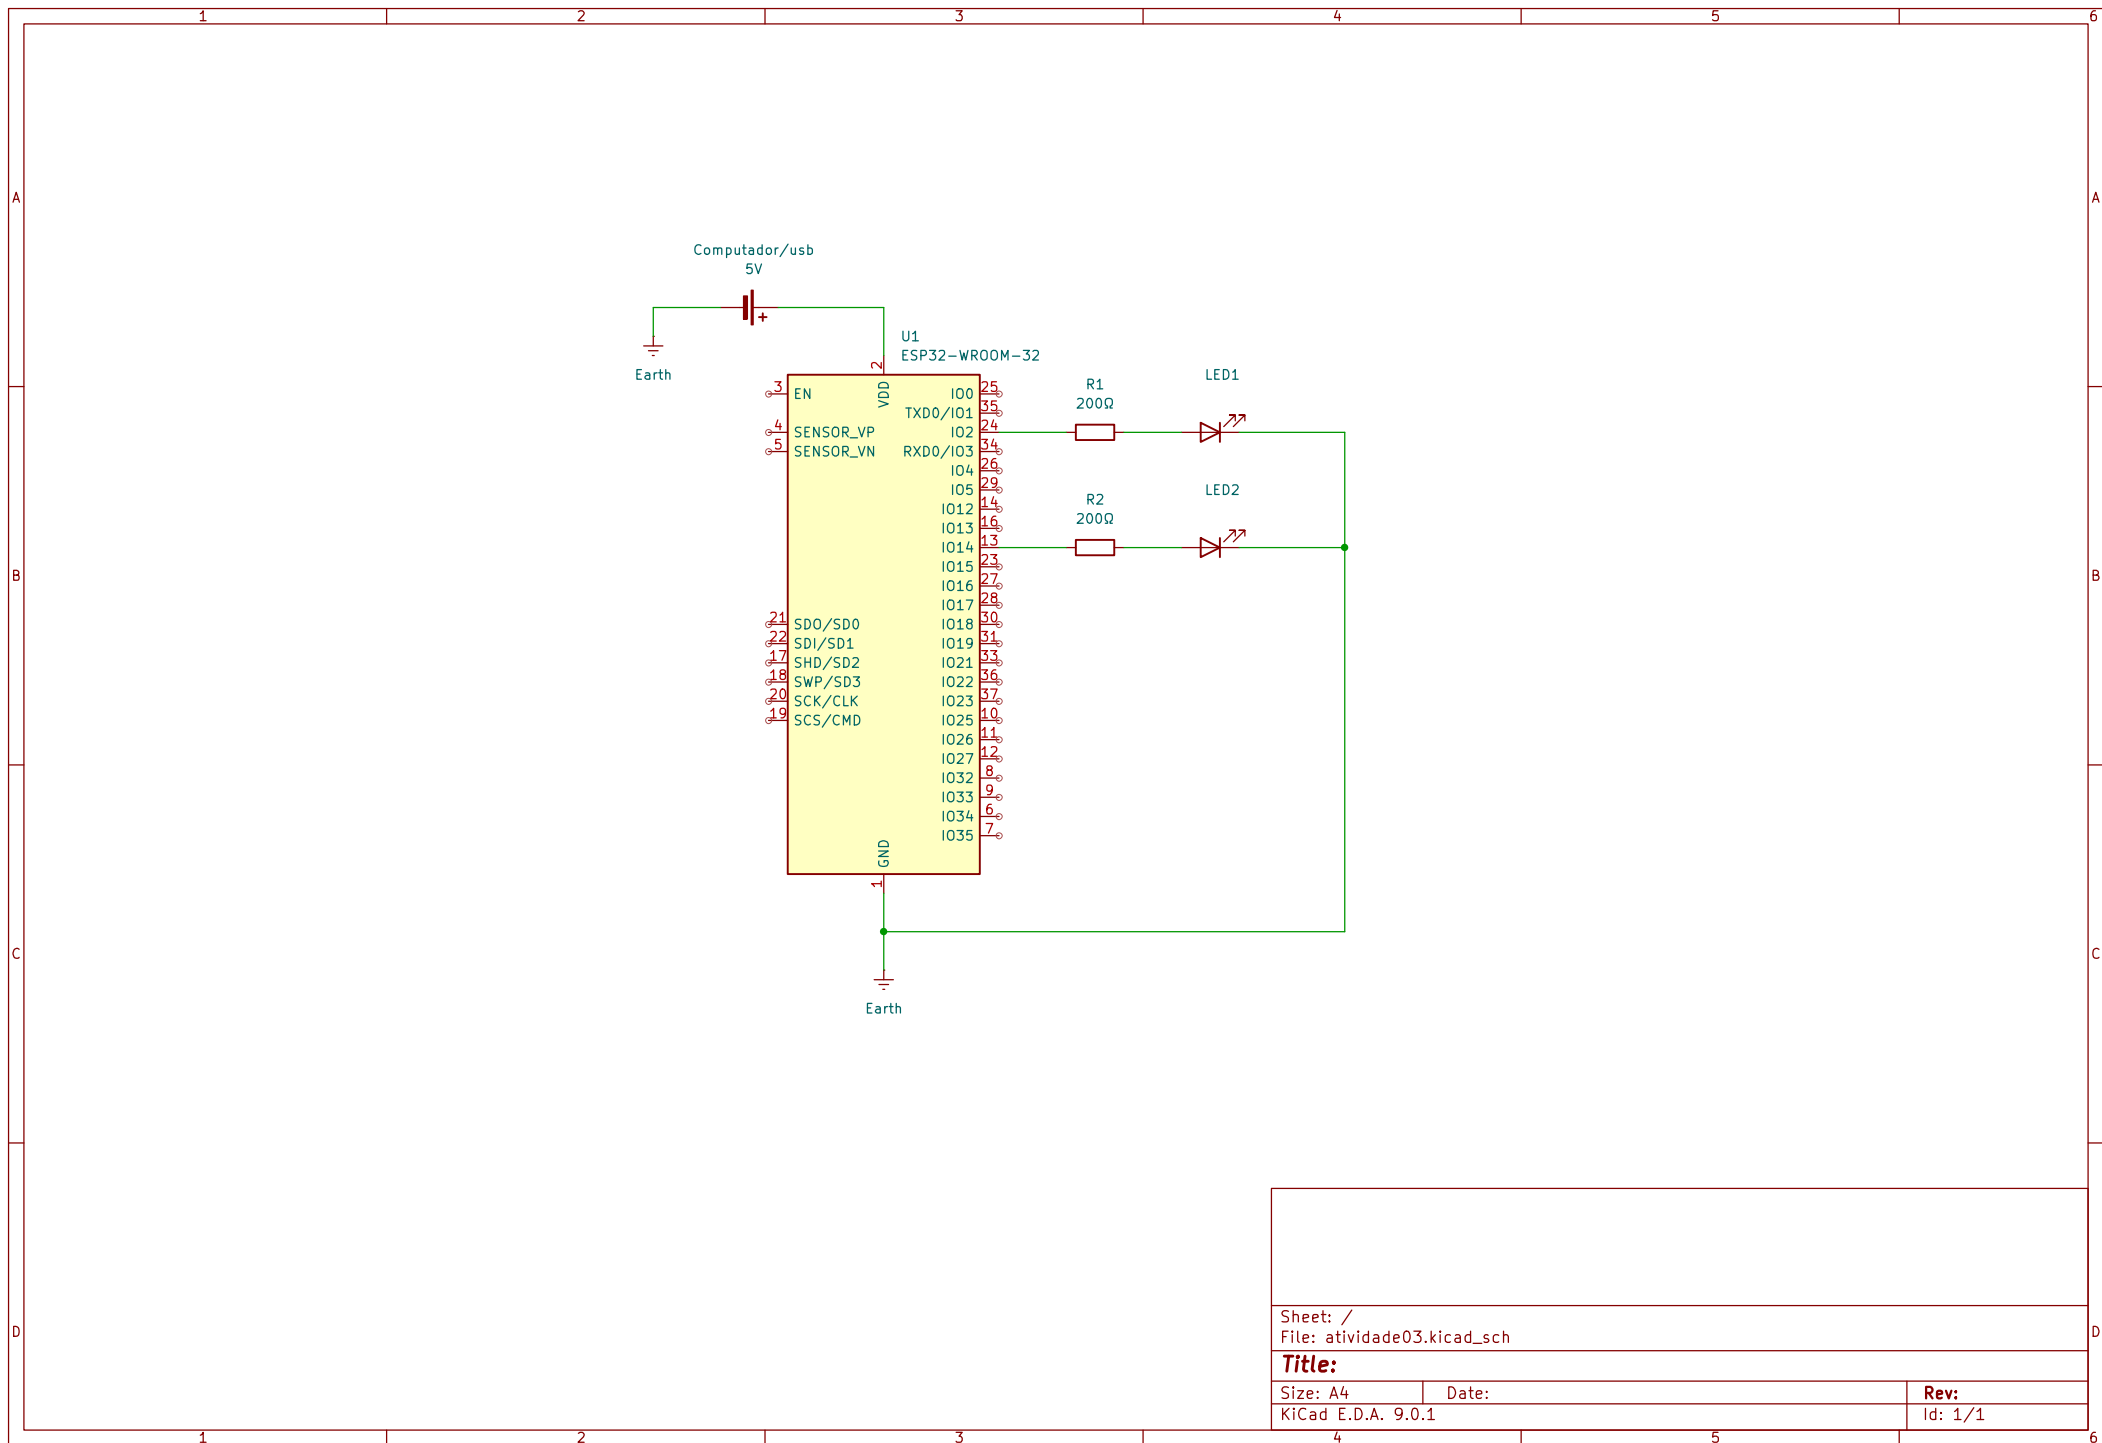 1 2 3 4 5 6
A A
Computador/usb
5V
+
Earth
U1
ESP32-WROOM-32
2
VDD
3 EN
4 SENSOR_VP
5 SENSOR_VN
21 SDO/SD0
22 SDI/SD1
17 SHD/SD2
18 SWP/SD3
20 SCK/CLK
19 SCS/CMD
IO0 25
TXD0/IO1 35
IO2 24
RXD0/IO3 34
IO4 26
IO5 29
IO12 14
IO13 16
IO14 13
IO15 23
IO16 27
IO17 28
IO18 30
IO19 31
IO21 33
IO22 36
IO23 37
IO25 10
IO26 11
IO27 12
IO32 8
IO33 9
IO34 6
IO35 7
GND
1
Earth
R1
200Ω
LED1
R2
200Ω
LED2
B B
C C
D D
Sheet: /
File: atividade03.kicad_sch
Title:
Size: A4 Date: Rev:
KiCad E.D.A. 9.0.1 Id: 1/1
1 2 3 4 5 6